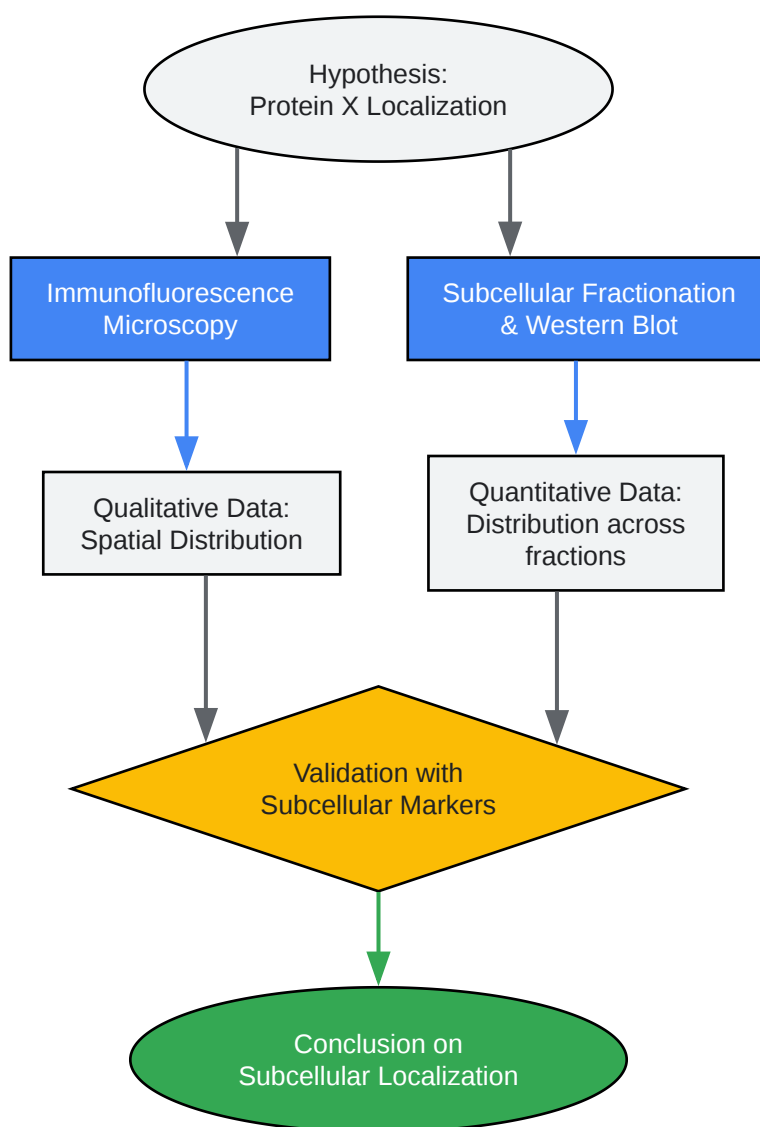 Hypothesis:
Protein X Localization
Immunofluorescence
Microscopy
Subcellular Fractionation
& Western Blot
Qualitative Data:
Spatial Distribution
Quantitative Data:
Distribution across
fractions
Validation with
Subcellular Markers
Conclusion on
Subcellular Localization